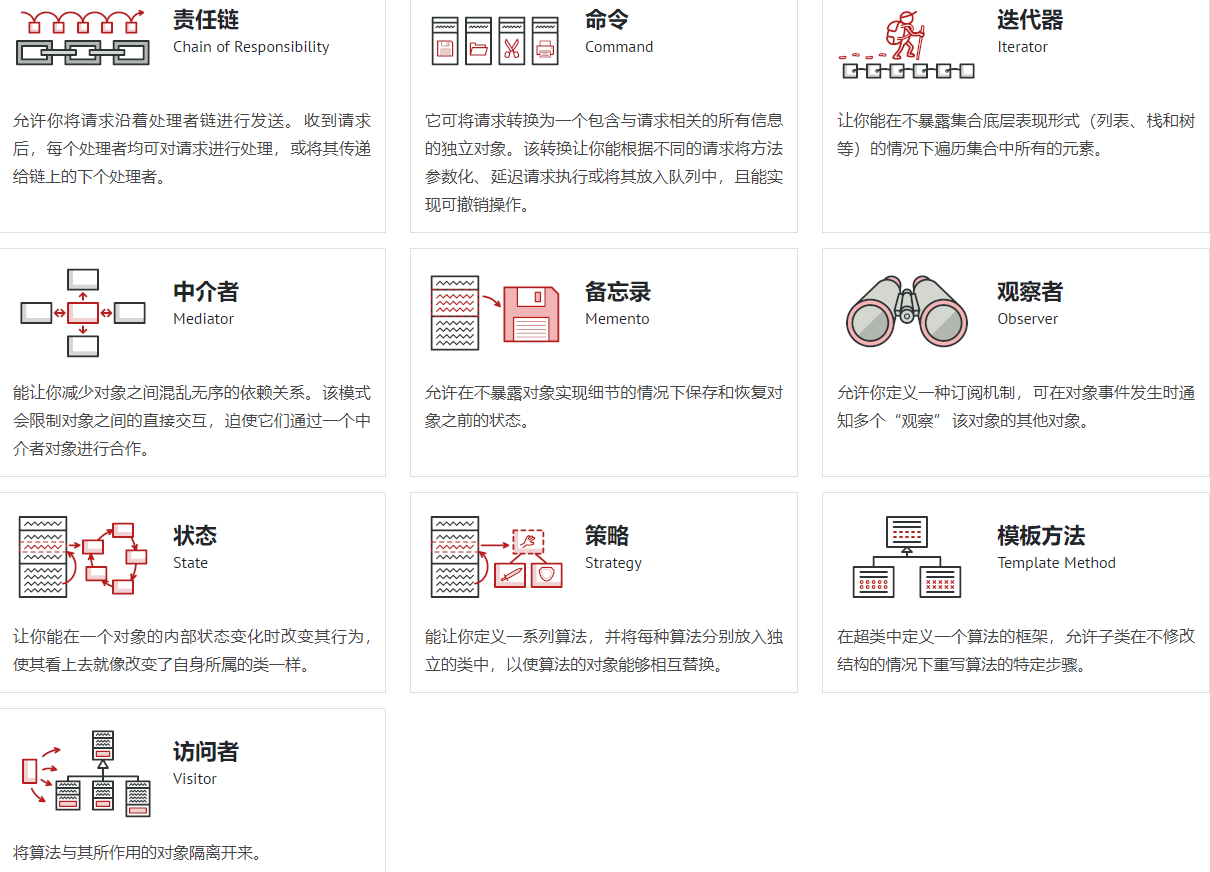 责任链
Chain of Responsibility
允许你将请求沿着处理者链进行发送。收到请求
后，每个处理者均可对请求进行处理，或将其传递
给链上的下个处理者。
命令
Command
它可将请求转换为一个包含与请求相关的所有信息
的独立对象。该转换让你能根据不同的请求将方法
参数化、延迟请求执行或将其放入队列中，且能实
现可撤销操作。
迭代器
Iterator
让你能在不暴露集合底层表现形式（列表、栈和树
等）的情况下遍历集合中所有的元素。
中介者
Mediator
能让你减少对象之间混乱无序的依赖关系。该模式
会限制对象之间的直接交互，迫使它们通过一个中
介者对象进行合作。
备忘录
Memento
允许在不暴露对象实现细节的情况下保存和恢复对
象之前的状态。
观察者
Observer
允许你定义一种订阅机制，可在对象事件发生时通
知多个“观察”该对象的其他对象。
状态
State
让你能在一个对象的内部状态变化时改变其行为，
使其看上去就像改变了自身所属的类一样。
策略
Strategy
能让你定义一系列算法，并将每种算法分别放入独
立的类中，以使算法的对象能够相互替换。
模板方法
Template Method
在超类中定义一个算法的框架，允许子类在不修改
结构的情况下重写算法的特定步骤。
访问者
Visitor
将算法与其所作用的对象隔离开来。